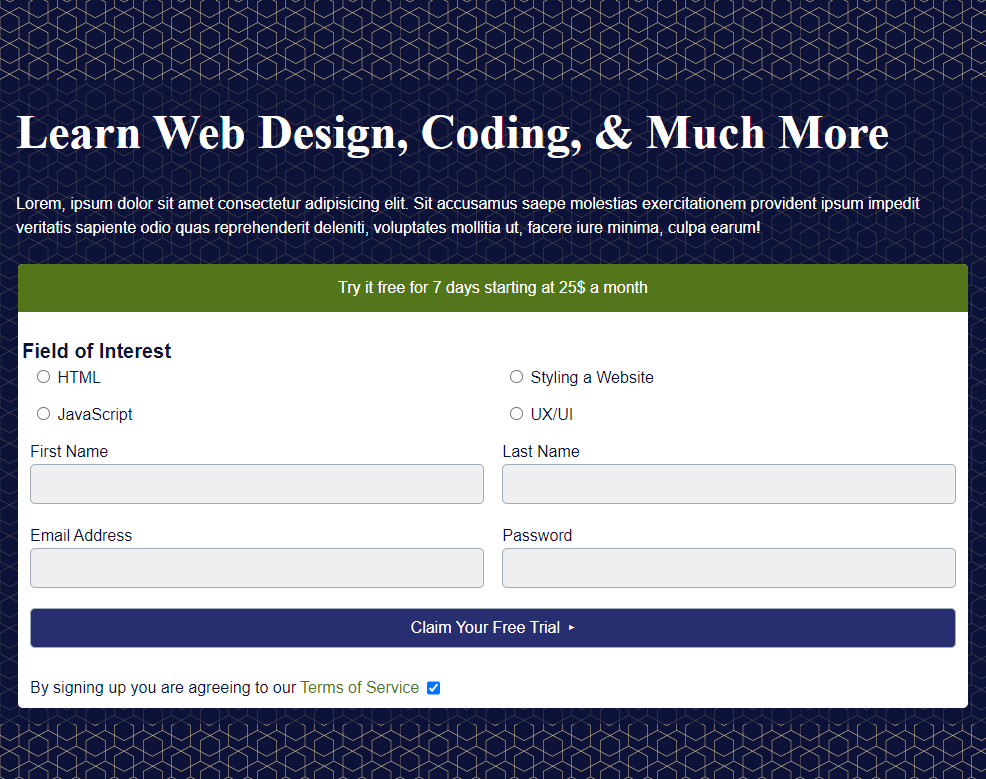 Learn Web Design, Coding, & Much More
Lorem, ipsum dolor sit amet consectetur adipisicing elit. Sit accusamus saepe molestias exercitationem provident ipsum impedit
veritatis sapiente odio quas reprehenderit deleniti, voluptates mollitia ut, facere iure minima, culpa earum!
Try it free for 7 days starting at 25$ a month
Field of Interest
HTML
Styling a Website
JavaScript
UX/UI
First Name
Last Name
Email Address
Password
Claim Your Free Trial ▸
By signing up you are agreeing to our Terms of Service